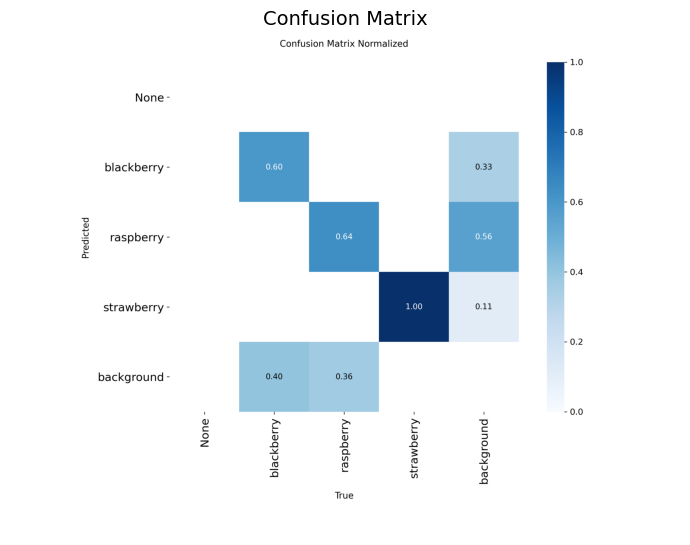 Confusion Matrix
Confusion Matrix Normalized
1.0
None
0.8
blackberry
0.60
0.33
0.6
Predicted
raspberry
0.64
0.56
0.4
strawberry
1.00
0.11
0.2
background
0.40
0.36
0.0
None
blackberry
raspberry
strawberry
background
True